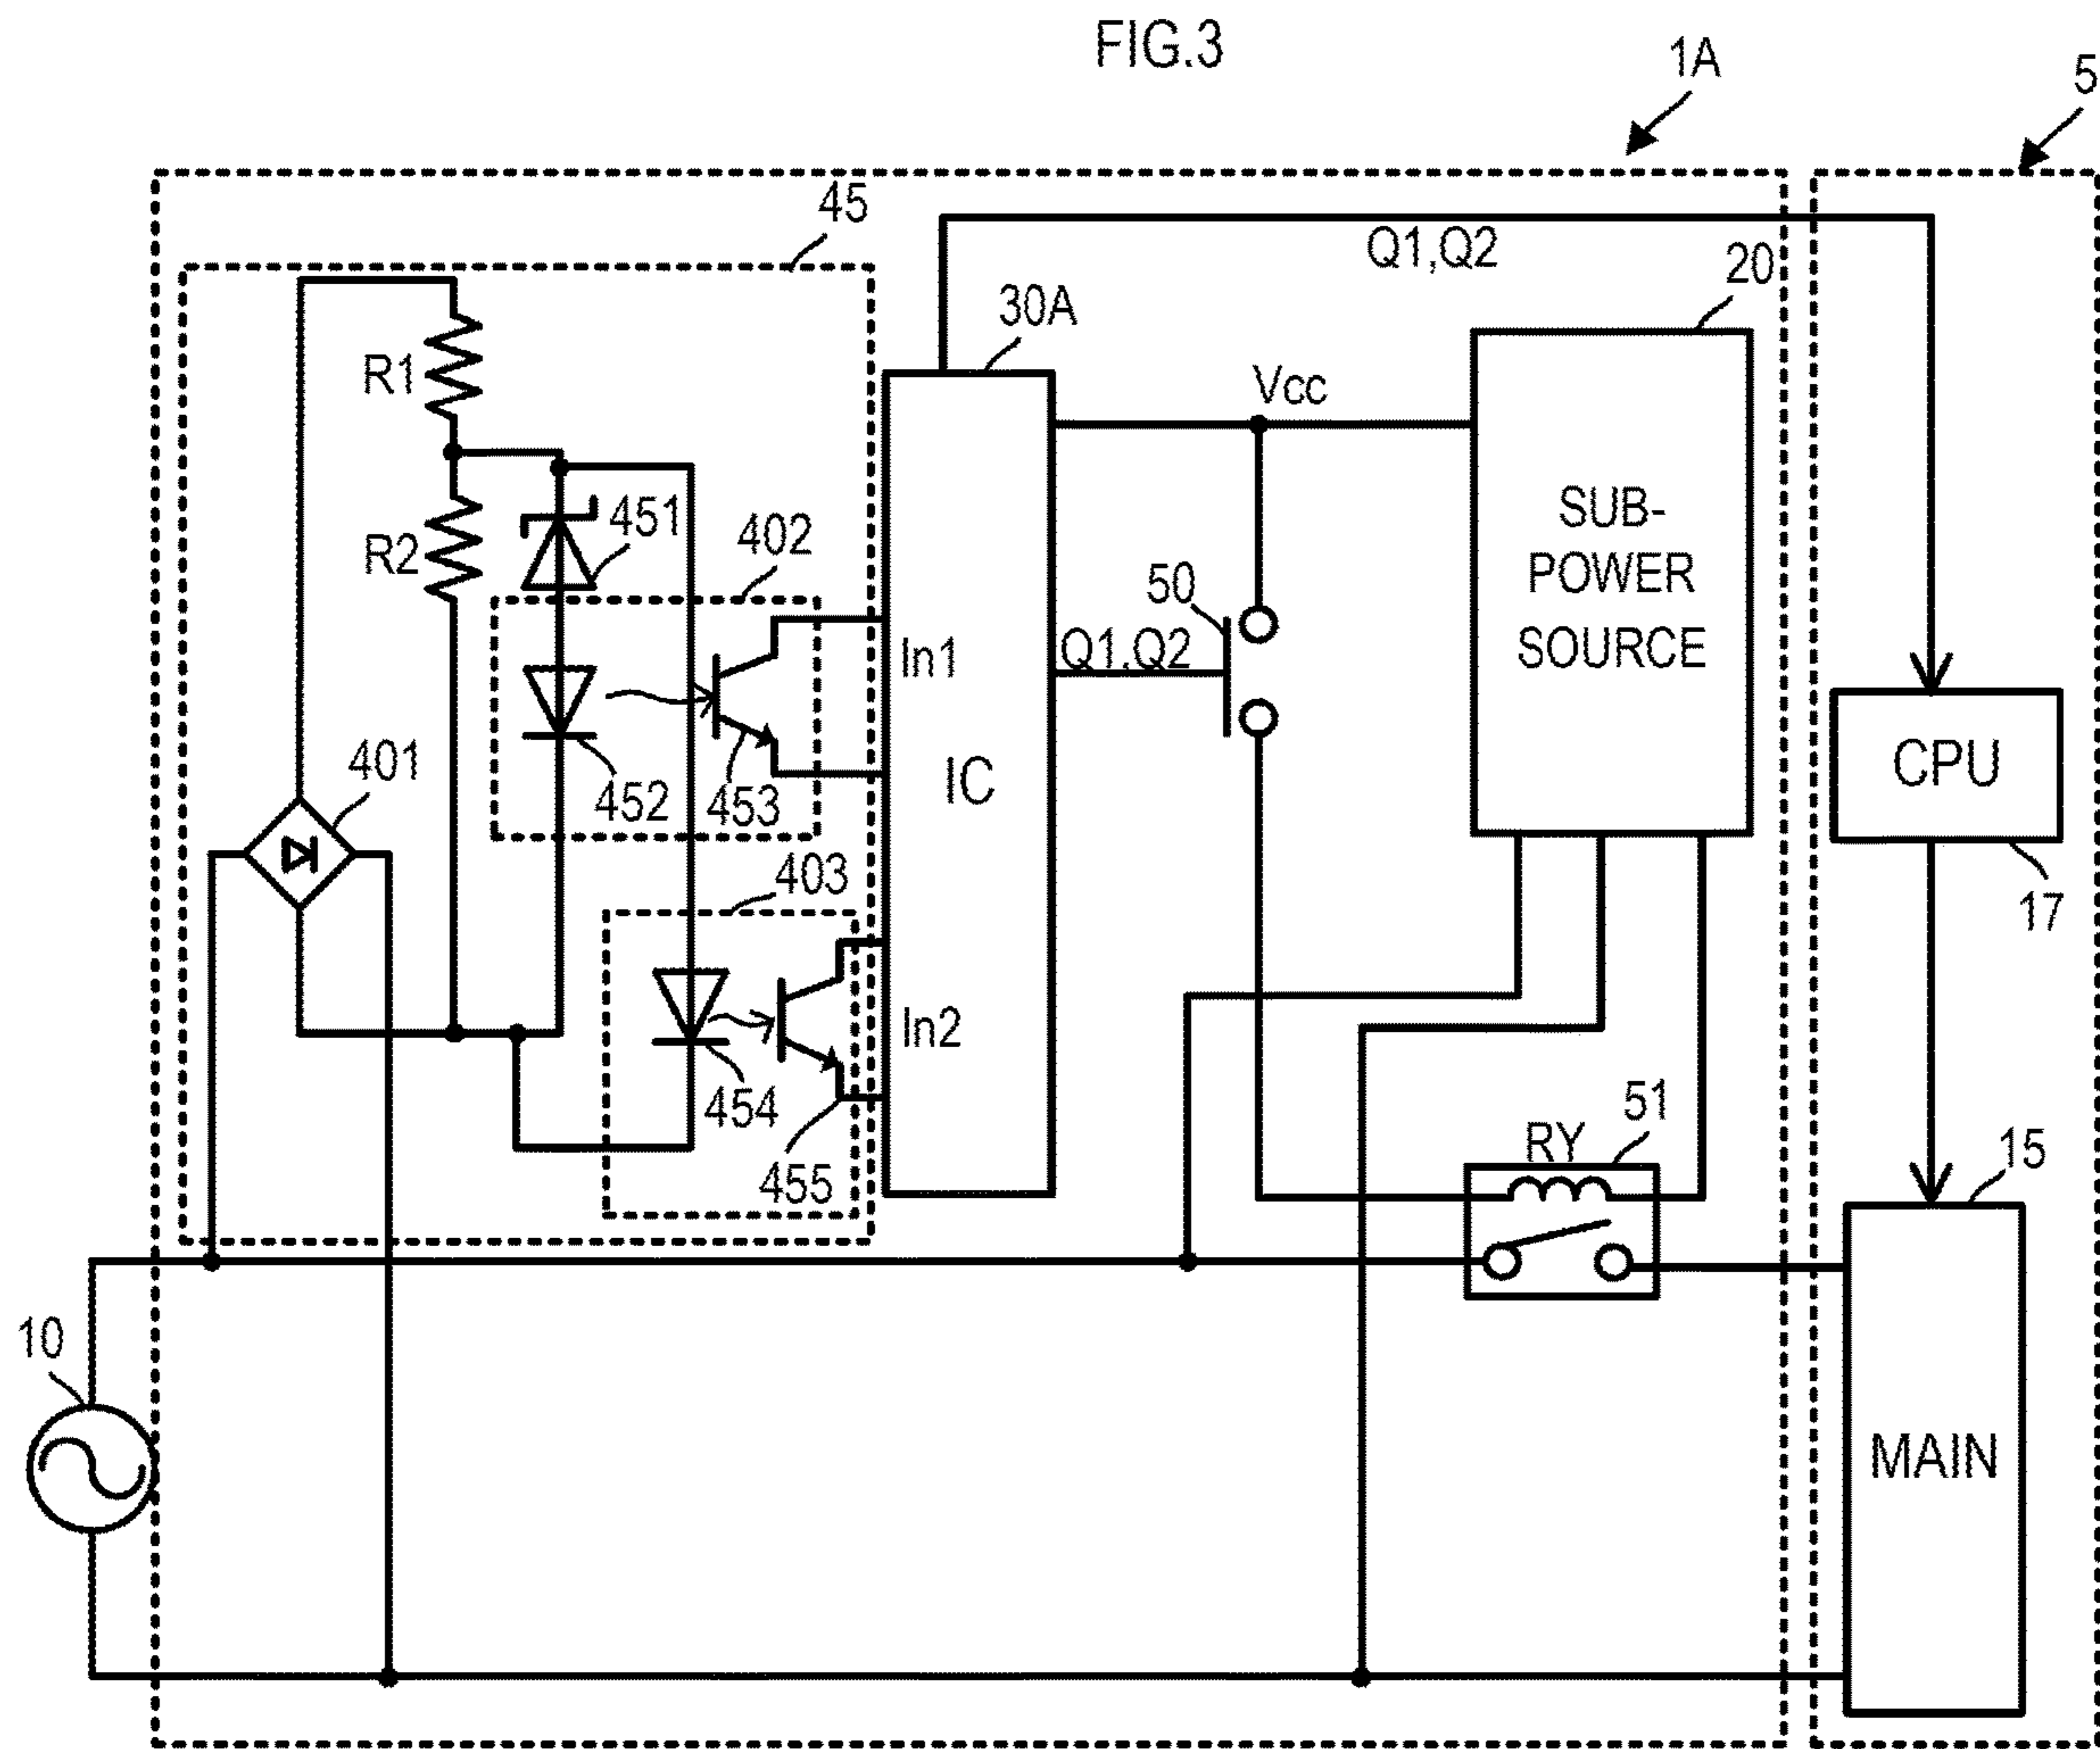 FIG.3
1A
5
45
Q1,Q2
20
30A
R1
Vcc
451
402
SUB-
POWER
SOURCE
R2
50
In1
Q1,Q2
401
452
453
IC
CPU
403
17
In2
454
51
RY
15
455
10
MAIN